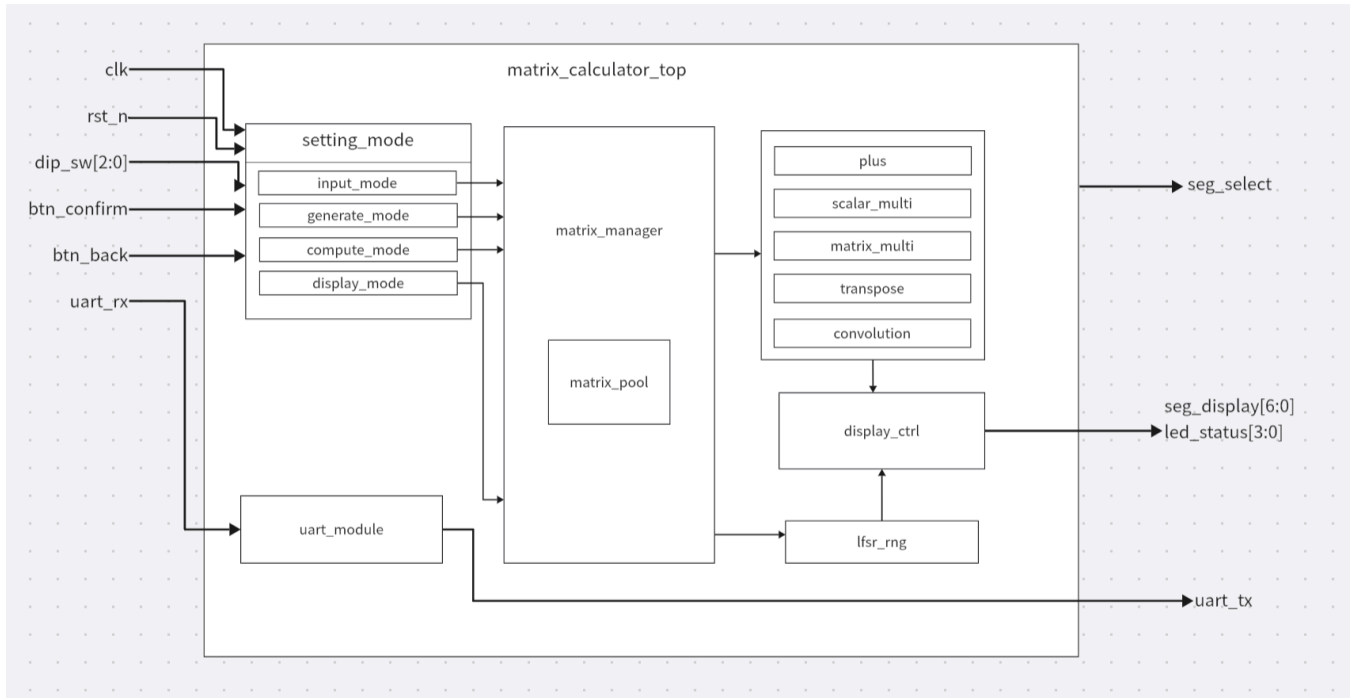 matrix_calculator_top
clk
rst_n
dip_sw[2:0]
btn_confirm
btn_back
uart_rx
setting_mode
input_mode
generate_mode
compute_mode
display_mode
uart_module
matrix_manager
matrix_pool
plus
scalar_multi
matrix_multi
transpose
convolution
display_ctrl
lfsr_rng
seg_select
seg_display[6:0]
led_status[3:0]
uart_tx